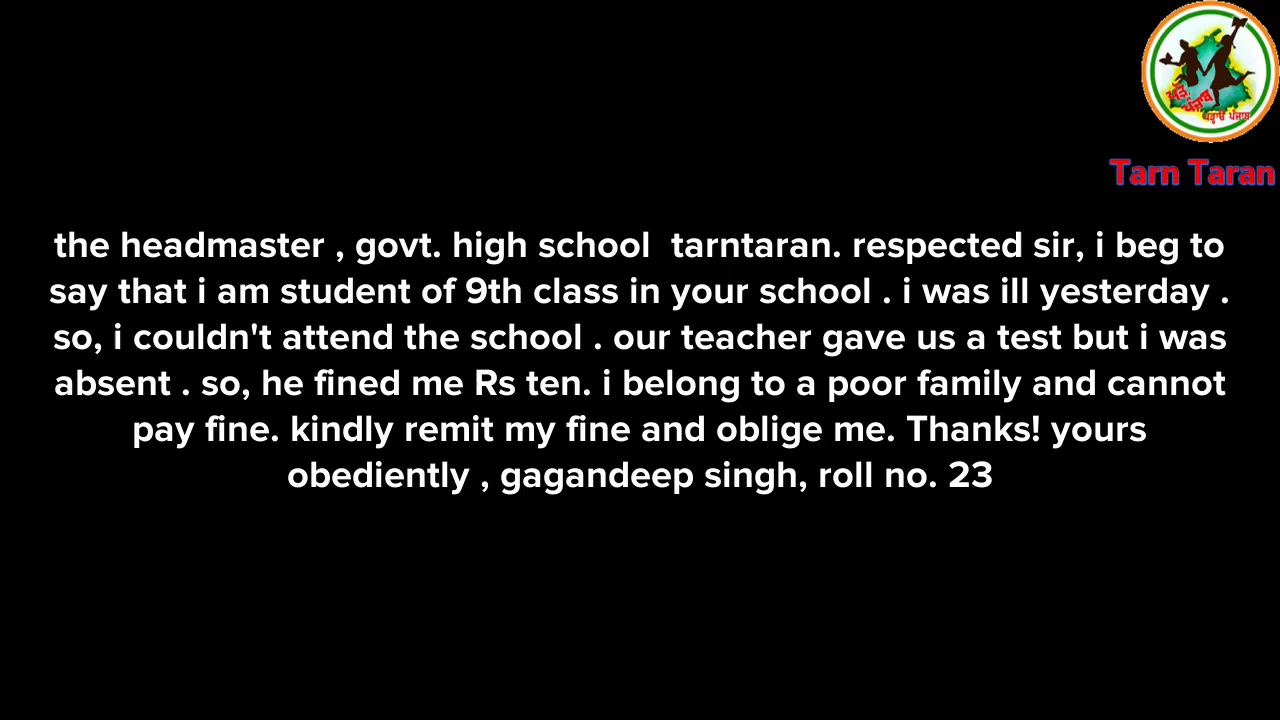 ਪੜ੍ਹੋ ਪੰਜਾਬ
ਪੜ੍ਹਾਓ ਪੰਜਾਬ
Tarn Taran
the headmaster , govt. high school  tarntaran. respected sir, i beg to
say that i am student of 9th class in your school . i was ill yesterday .
so, i couldn't attend the school . our teacher gave us a test but i was
absent . so, he fined me Rs ten. i belong to a poor family and cannot
pay fine. kindly remit my fine and oblige me. Thanks! yours
obediently , gagandeep singh, roll no. 23